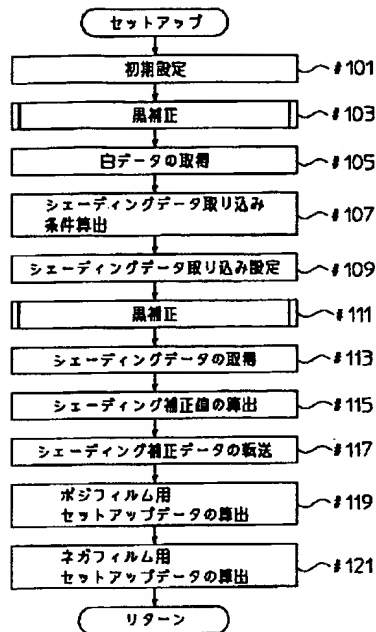 セットアップ
初期設定 #101
黒補正 #103
白データの取得 #105
シェーディングデータ取り込み
条件算出 #107
シェーディングデータ取り込み設定 #109
黒補正 #111
シェーディングデータの取得 #113
シェーディング補正値の算出 #115
シェーディング補正データの転送 #117
ポジフィルム用
セットアップデータの算出 #119
ネガフィルム用
セットアップデータの算出 #121
リターン